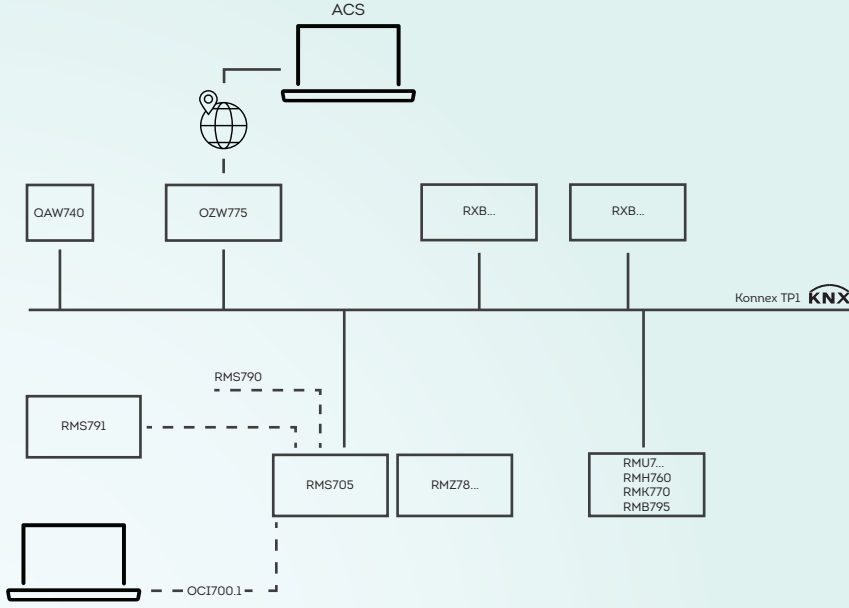 ACS
QAW740
OZW775
RXB...
RXB...
Konnex TP1
KNX
RMS790
RMS791
RMS705
RMZ78...
RMU7...
RMH760
RMK770
RMB795
OCI700.1